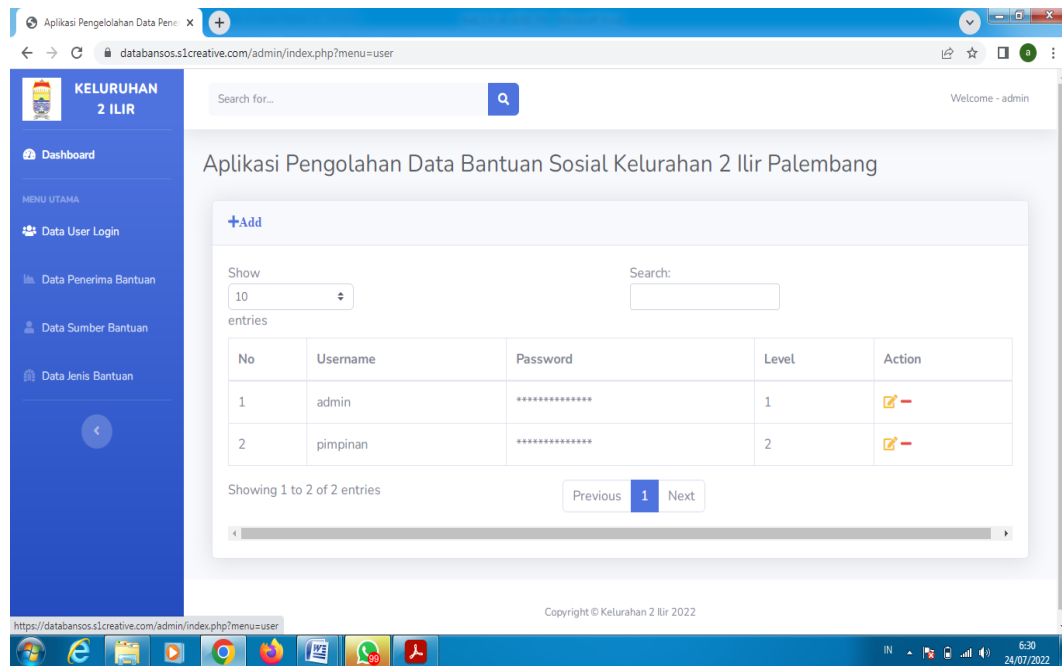 Aplikasi Pengelolahan Data Pene
databansos.s1creative.com/admin/index.php?menu=user
a
KELURUHAN
2 ILIR
Search for...
Welcome - admin
Dashboard
Aplikasi Pengolahan Data Bantuan Sosial Kelurahan 2 Ilir Palembang
MENU UTAMA
Data User Login
Data Penerima Bantuan
Data Sumber Bantuan
Data Jenis Bantuan
+Add
Show
10
entries
Search:
No Username Password Level Action
1 admin ************** 1
2 pimpinan ************** 2
Showing 1 to 2 of 2 entries
Previous 1 Next
Copyright © Kelurahan 2 Ilir 2022
https://databansos.s1creative.com/admin/index.php?menu=user
99
IN
6:30
24/07/2022